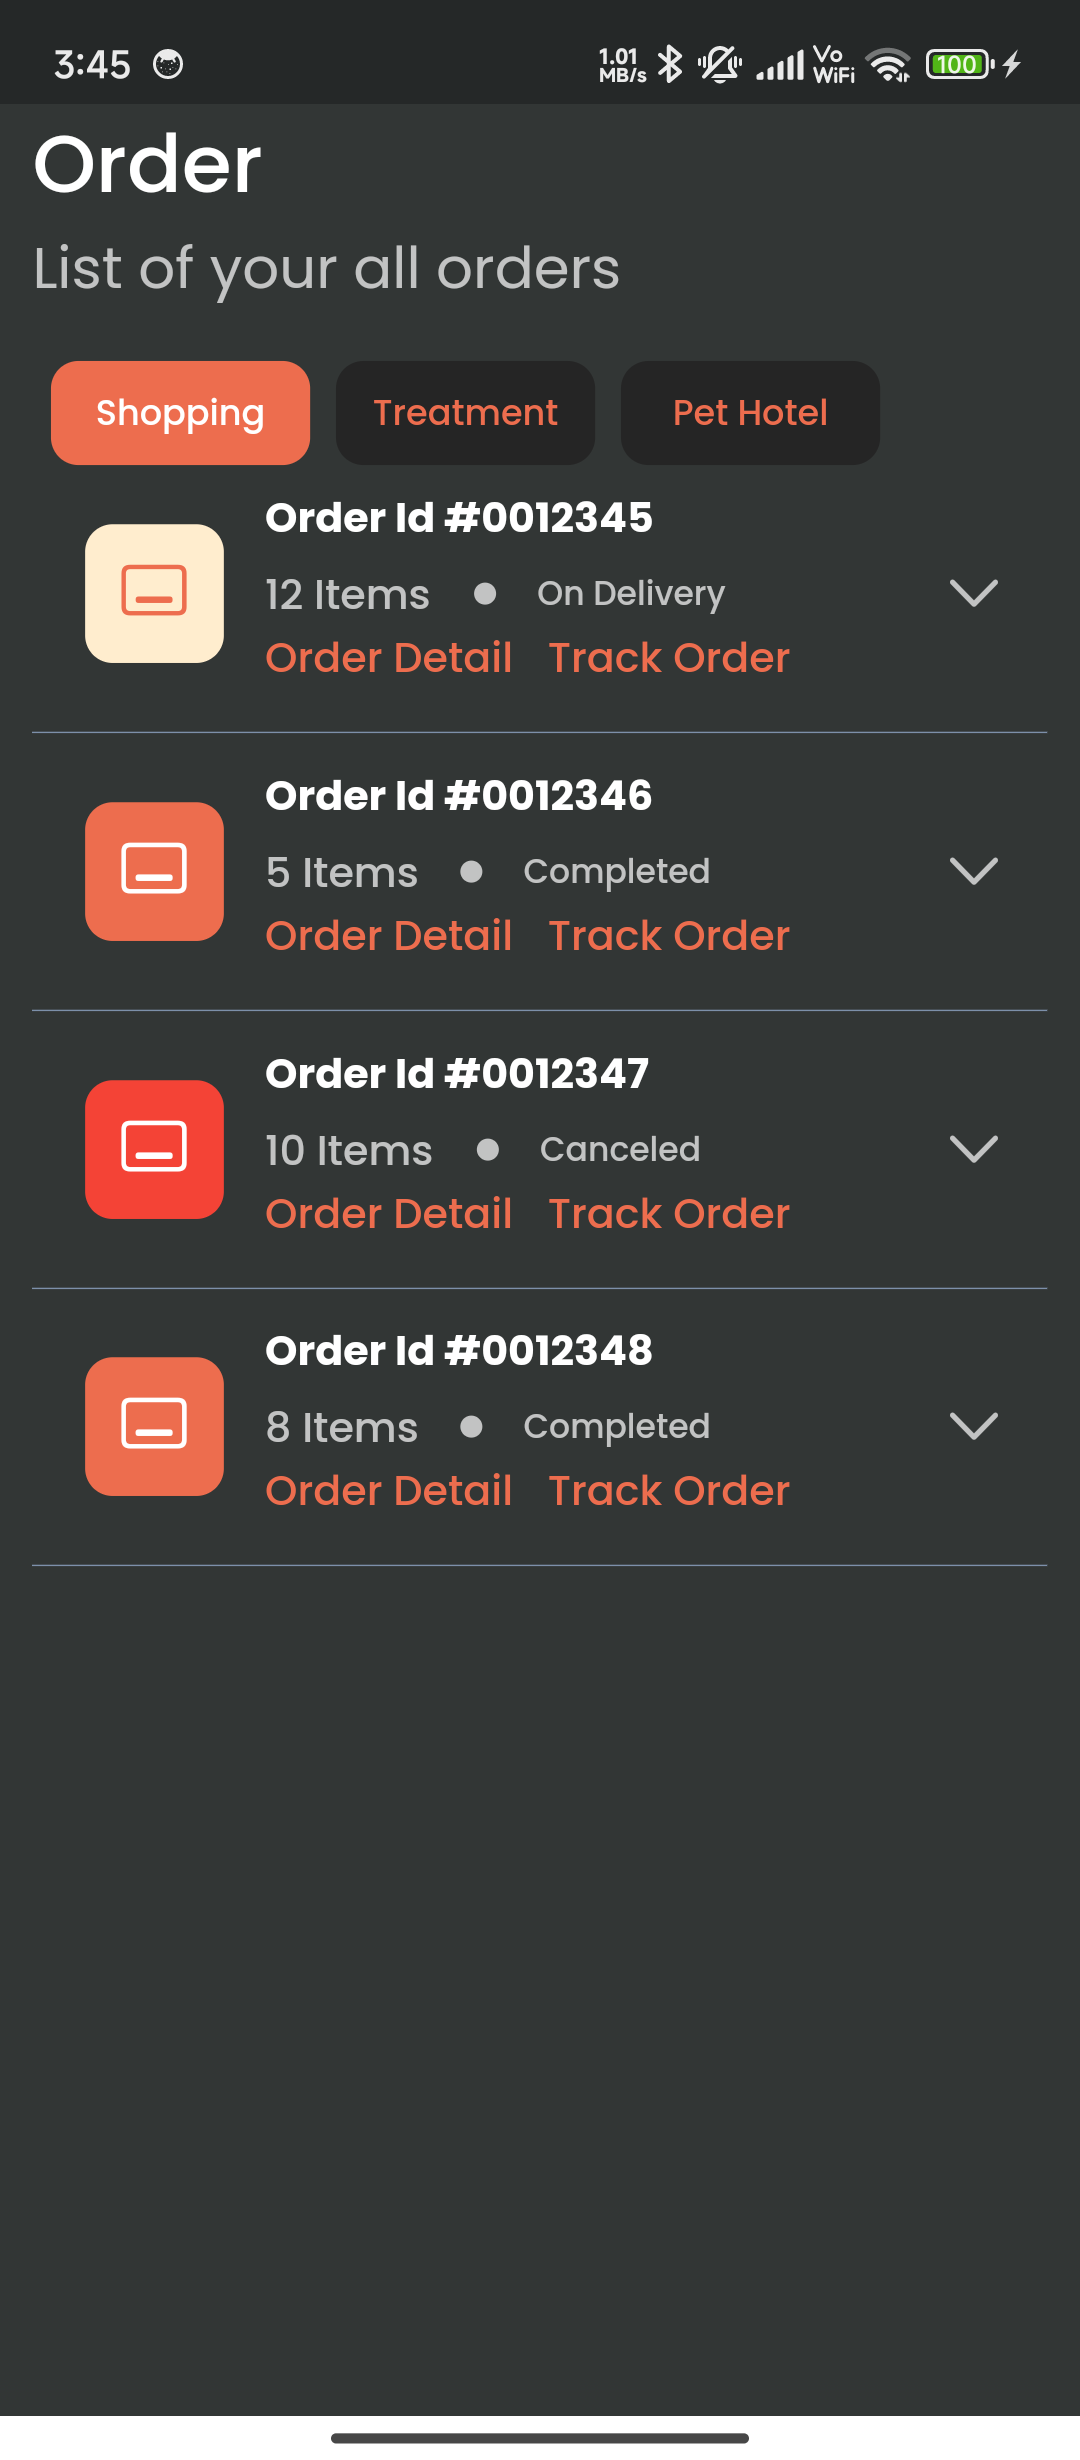 3:45 1.01 MB/s Vo WiFi 100
Order
List of your all orders
Shopping Treatment Pet Hotel
Order Id #0012345
12 Items On Delivery
Order Detail Track Order
Order Id #0012346
5 Items Completed
Order Detail Track Order
Order Id #0012347
10 Items Canceled
Order Detail Track Order
Order Id #0012348
8 Items Completed
Order Detail Track Order